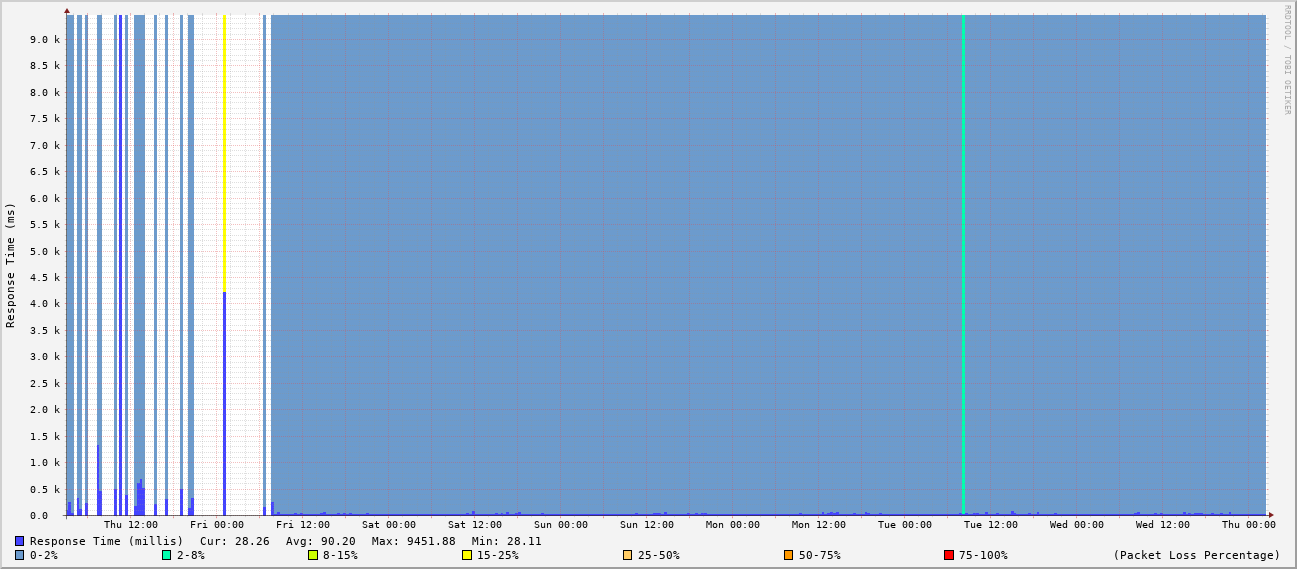 RRDTOOL / TOBI OETIKER
Response Time (ms)
9.0 k
8.5 k
8.0 k
7.5 k
7.0 k
6.5 k
6.0 k
5.5 k
5.0 k
4.5 k
4.0 k
3.5 k
3.0 k
2.5 k
2.0 k
1.5 k
1.0 k
0.5 k
0.0
Thu 12:00 Fri 00:00 Fri 12:00 Sat 00:00 Sat 12:00 Sun 00:00 Sun 12:00 Mon 00:00 Mon 12:00 Tue 00:00 Tue 12:00 Wed 00:00 Wed 12:00 Thu 00:00
Response Time (millis) Cur: 28.26 Avg: 90.20 Max: 9451.88 Min: 28.11
0-2% 2-8% 8-15% 15-25% 25-50% 50-75% 75-100% (Packet Loss Percentage)